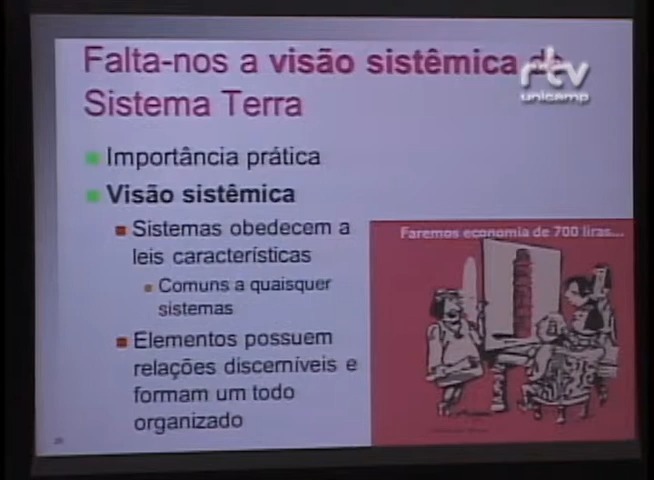 Falta-nos a visão sistêmica de
Sistema Terra
rtv
unicamp
Importância prática
Visão sistêmica
Sistemas obedecem a
leis características
Comuns a quaisquer
sistemas
Elementos possuem
relações discerníveis e
formam um todo
organizado
Faremos economia de 700 liras...